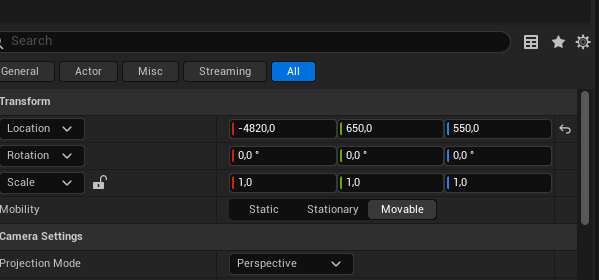 Search
General Actor Misc Streaming All
Transform
Location -4820,0 650,0 550,0
Rotation 0,0 ° 0,0 ° 0,0 °
Scale 1,0 1,0 1,0
Mobility Static Stationary Movable
Camera Settings
Projection Mode Perspective